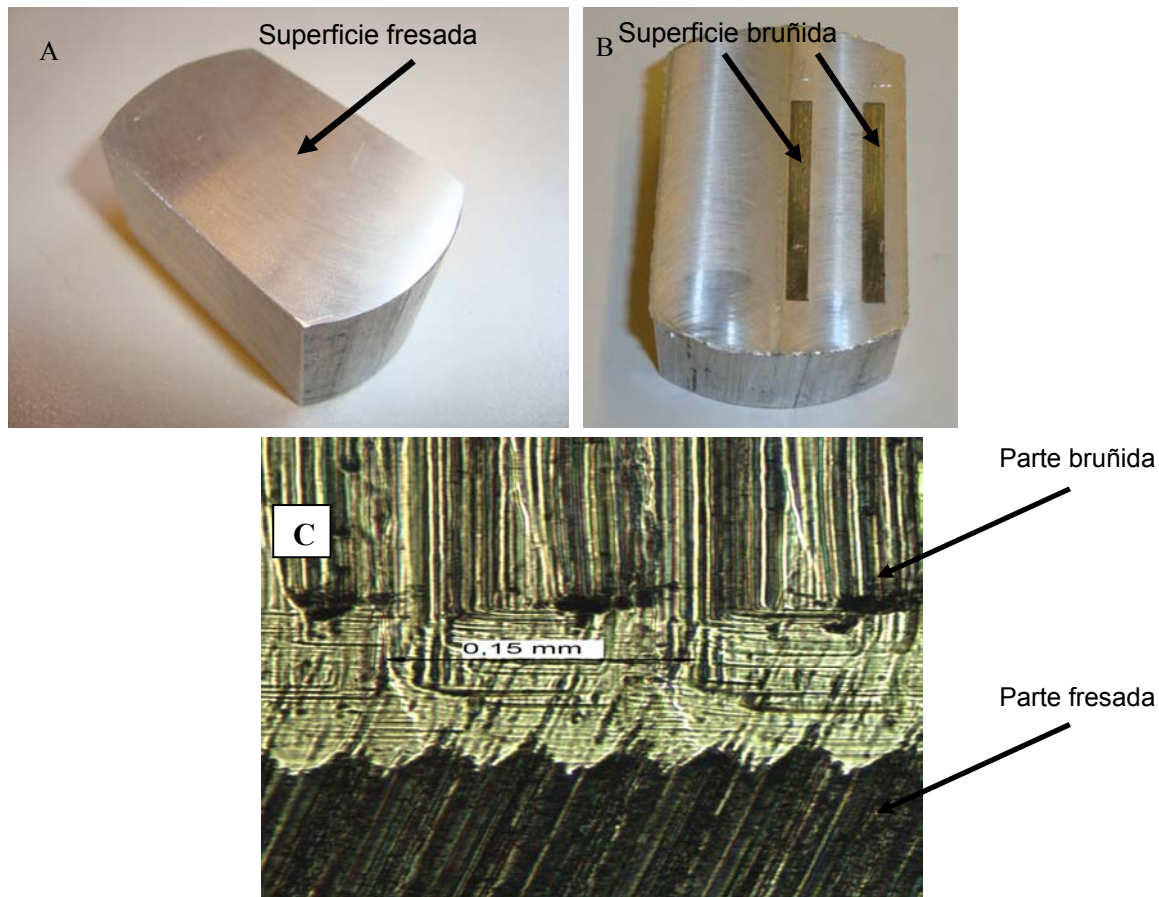 A
Superficie fresada
B
Superficie bruñida
C
0,15 mm
Parte bruñida
Parte fresada